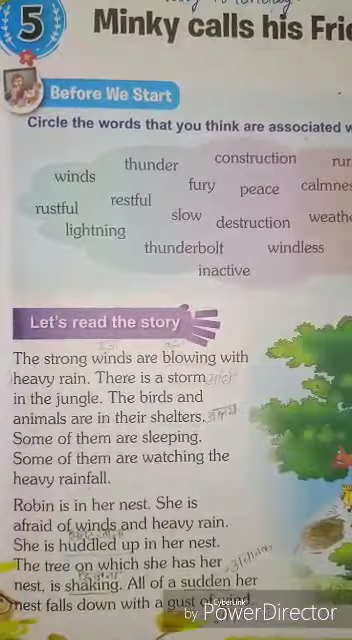 5
Minky calls his Frie
Before We Start
Circle the words that you think are associated w
thunder construction rur
winds fury peace calmnes
rustful restful slow destruction weathe
lightning thunderbolt windless
inactive
Let's read the story
The strong winds are blowing with
heavy rain. There is a storm
in the jungle. The birds and
animals are in their shelters.
Some of them are sleeping.
Some of them are watching the
heavy rainfall.
Robin is in her nest. She is
afraid of winds and heavy rain.
She is huddled up in her nest.
The tree on which she has her
nest, is shaking. All of a sudden her
nest falls down with a gust of wind.
CyberLink
by PowerDirector